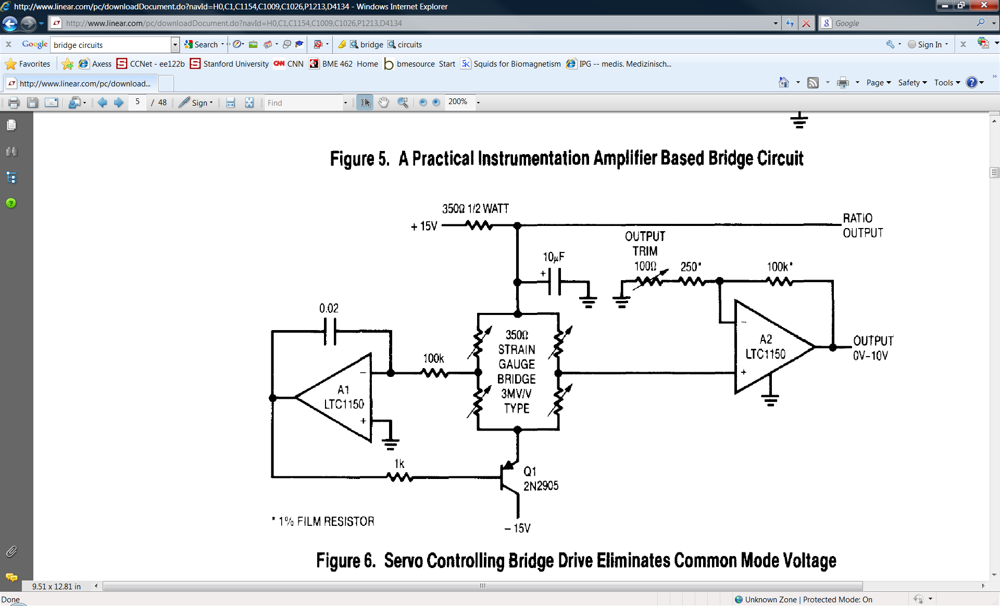 http://www.linear.com/pc/downloadDocument.do?navId=H0,C1,C1154,C1009,C1026,P1213,D4134 - Windows Internet Explorer
http://www.linear.com/pc/downloadDocument.do?navId=H0,C1,C1154,C1009,C1026,P1213,D4134
Google
x Google bridge circuits Search bridge circuits Sign In x
Favorites Axess CCNet - ee122b Stanford University CNN BME 462 Home bmesource Start Squids for Biomagnetism IPG -- medis. Medizinisch...
http://www.linear.com/pc/download...
Page Safety Tools
5 / 48 Sign Find 200%
Figure 5. A Practical Instrumentation Amplifier Based Bridge Circuit
350Ω 1/2 WATT
+ 15V
RATIO
OUTPUT
OUTPUT
TRIM
100Ω
250*
100k*
10µF
+
0.02
100k
350Ω
STRAIN
GAUGE
BRIDGE
3MV/V
TYPE
−
A1
LTC1150
+
−
A2
LTC1150
+
OUTPUT
0V–10V
1k
Q1
2N2905
– 15V
* 1% FILM RESISTOR
Figure 6. Servo Controlling Bridge Drive Eliminates Common Mode Voltage
9.51 x 12.81 in
Done
Unknown Zone | Protected Mode: On